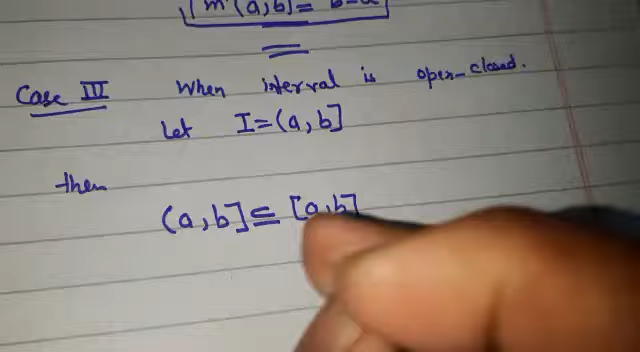 m*(a,b) = b-a
Case III When interval is open-closed.
Let I=(a,b]
then
(a,b] ⊆ [a,b]